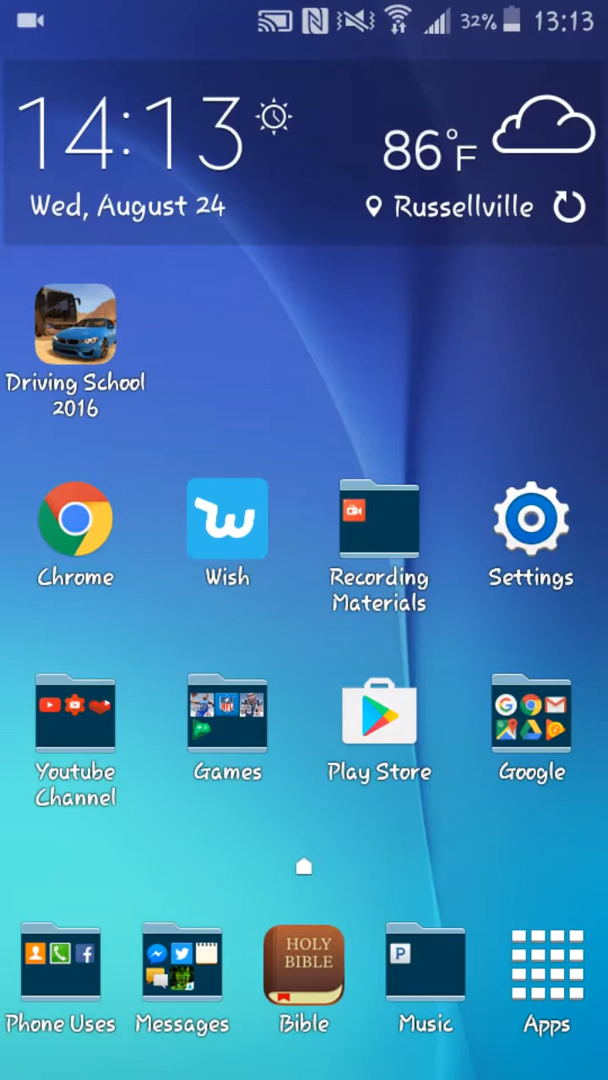 32% 13:13
14:13
86°F
Wed, August 24
Russellville
Driving School
2016
Chrome
Wish
Recording
Materials
Settings
Youtube
Channel
Games
Play Store
Google
HOLY
BIBLE
Phone Uses
Messages
Bible
Music
Apps